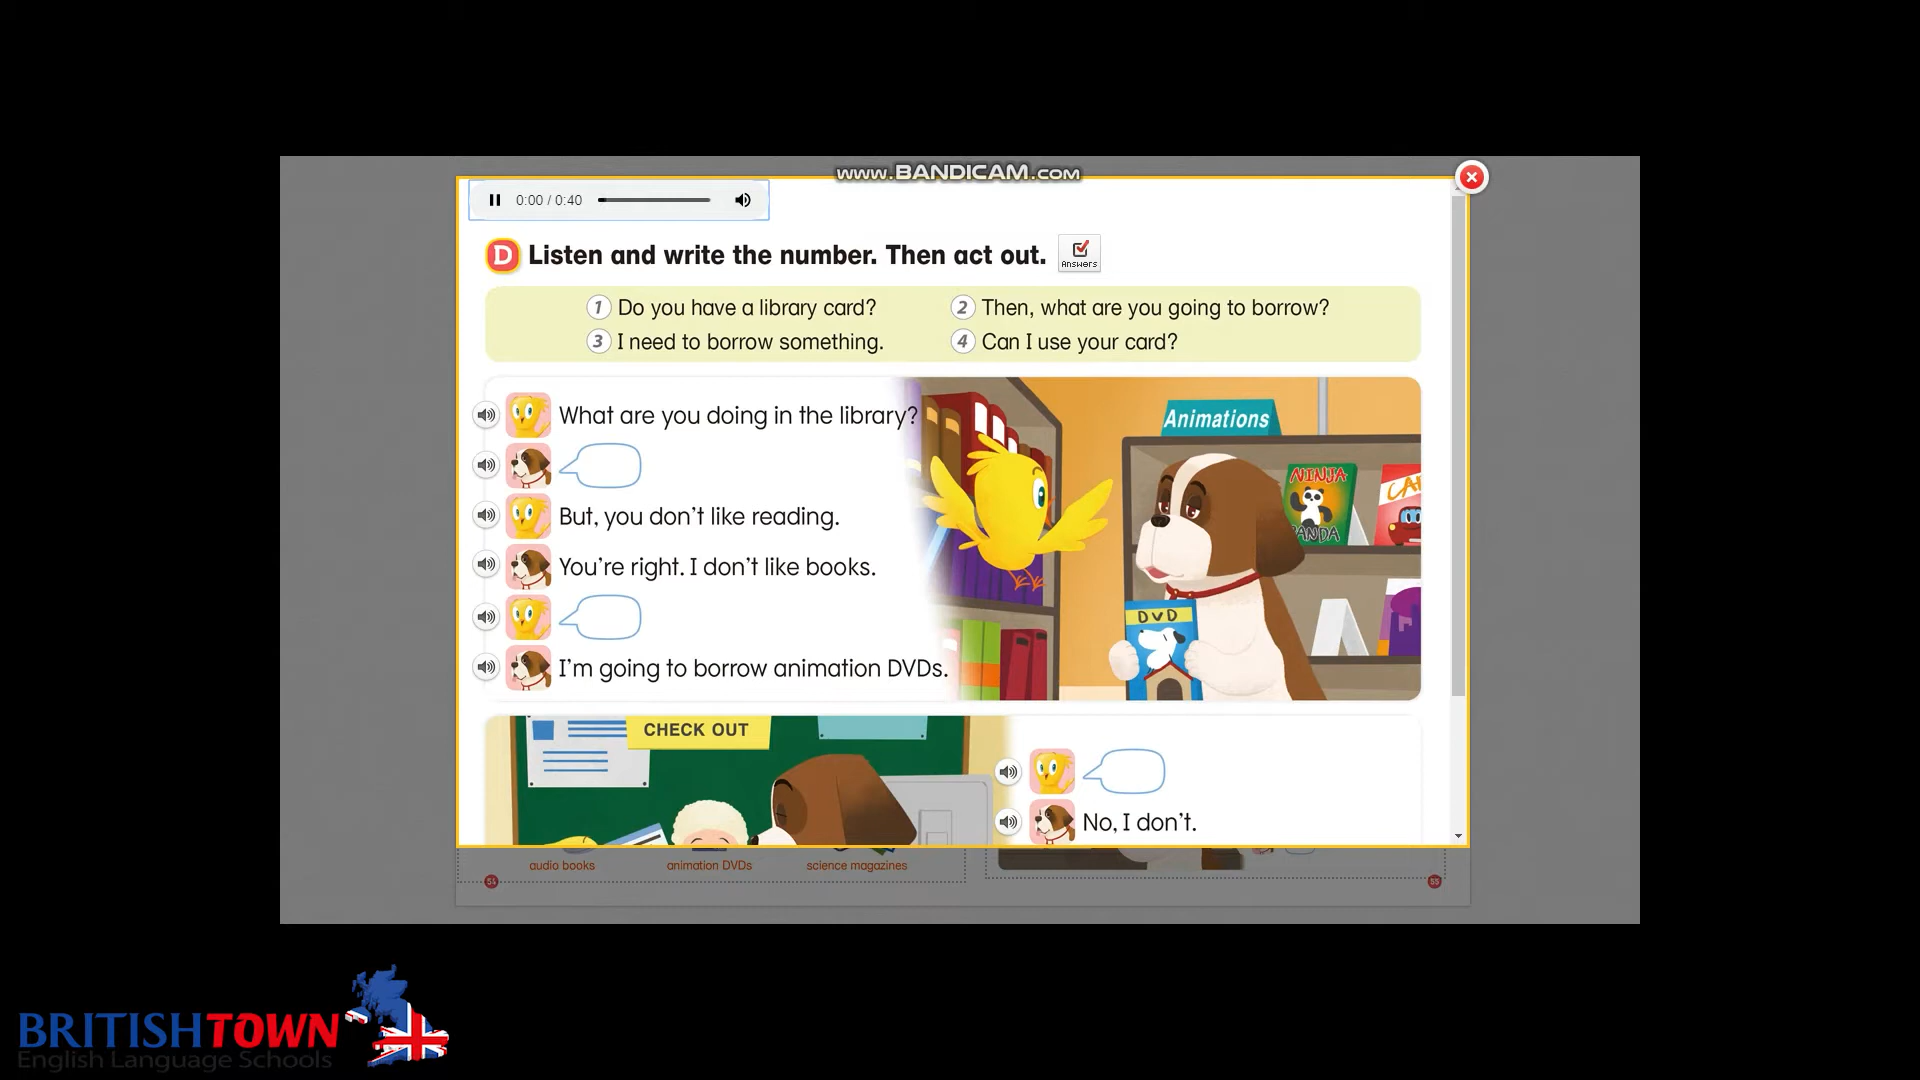 www.BANDICAM.com
0:00 / 0:40
D Listen and write the number. Then act out.
Answers
1 Do you have a library card?
2 Then, what are you going to borrow?
3 I need to borrow something.
4 Can I use your card?
What are you doing in the library?
But, you don't like reading.
You're right. I don't like books.
I'm going to borrow animation DVDs.
Animations
NINJA
PANDA
CA
DVD
CHECK OUT
No, I don't.
audio books
animation DVDs
science magazines
54
55
BRITISHTOWN
English Language Schools